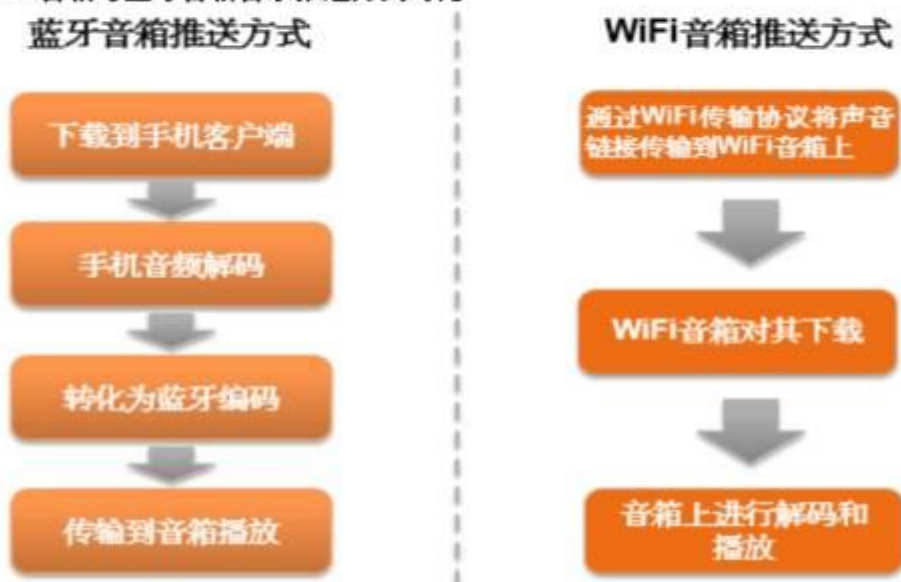 蓝牙音箱推送方式
下载到手机客户端
手机音频解码
转化为蓝牙编码
传输到音箱播放
WiFi音箱推送方式
通过WiFi传输协议将声音
链接传输到WiFi音箱上
WiFi音箱对其下载
音箱上进行解码和
播放